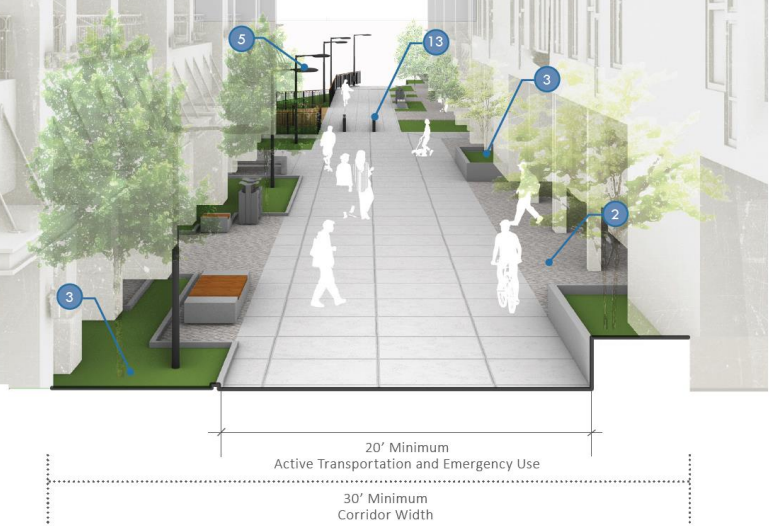 5
13
3
2
3
20' Minimum
Active Transportation and Emergency Use
30' Minimum
Corridor Width